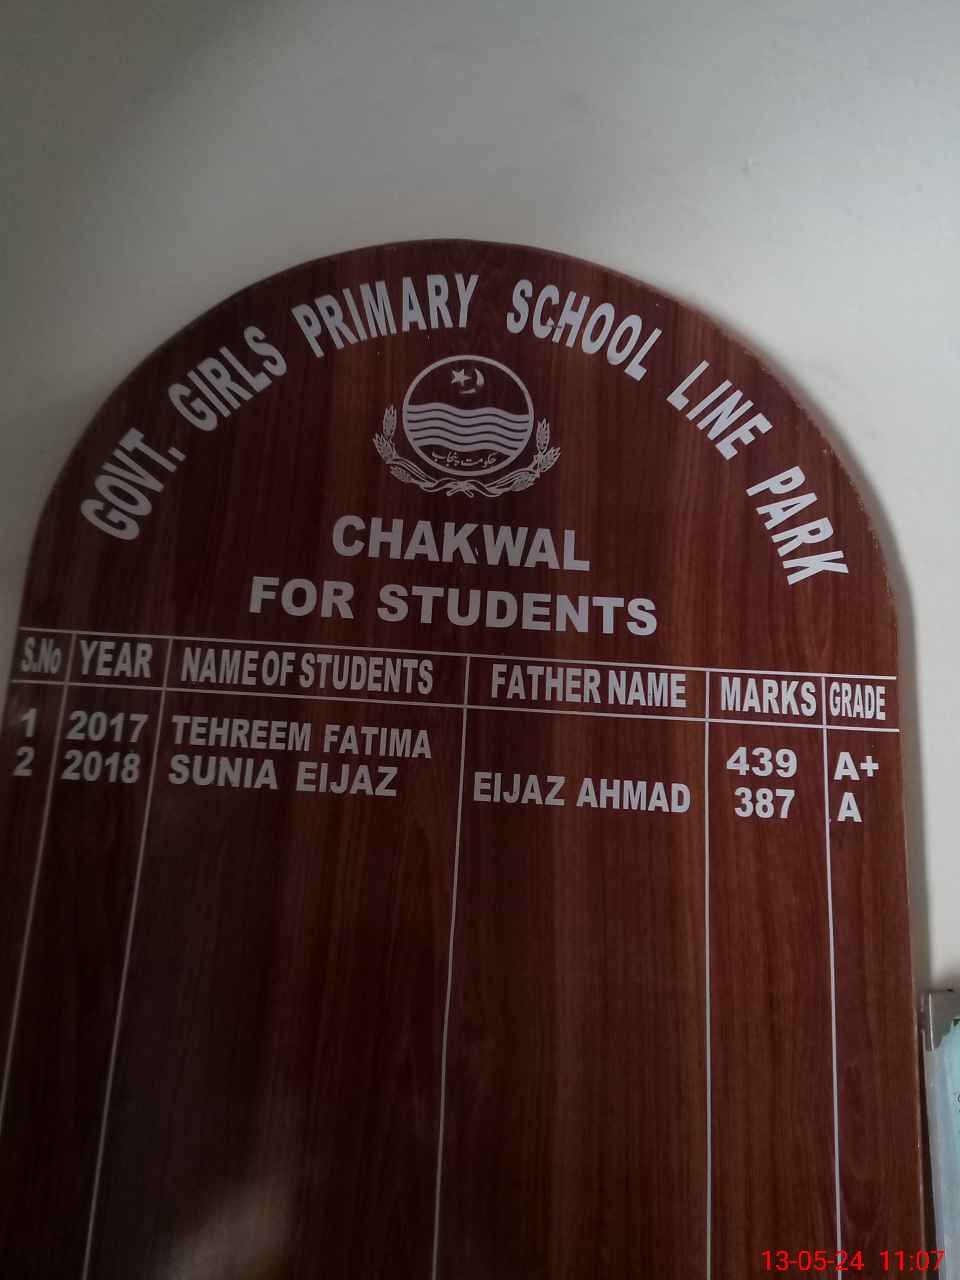 GOVT. GIRLS PRIMARY SCHOOL LINE PARK
حکومت پنجاب
CHAKWAL
FOR STUDENTS
S.No YEAR NAME OF STUDENTS FATHER NAME MARKS GRADE
1 2017 TEHREEM FATIMA 439 A+
2 2018 SUNIA EIJAZ EIJAZ AHMAD 387 A
13-05-24 11:07